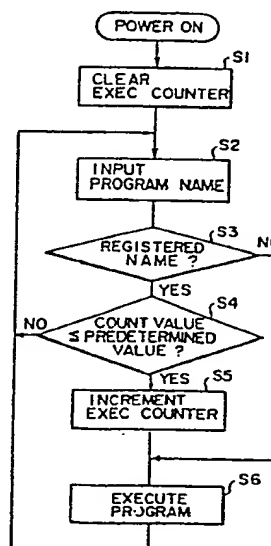 POWER ON
S1
CLEAR
EXEC COUNTER
S2
INPUT
PROGRAM NAME
S3
REGISTERED
NAME ?
NO
YES
S4
NO
COUNT VALUE
≤ PREDETERMINED
VALUE ?
YES
S5
INCREMENT
EXEC COUNTER
S6
EXECUTE
PROGRAM